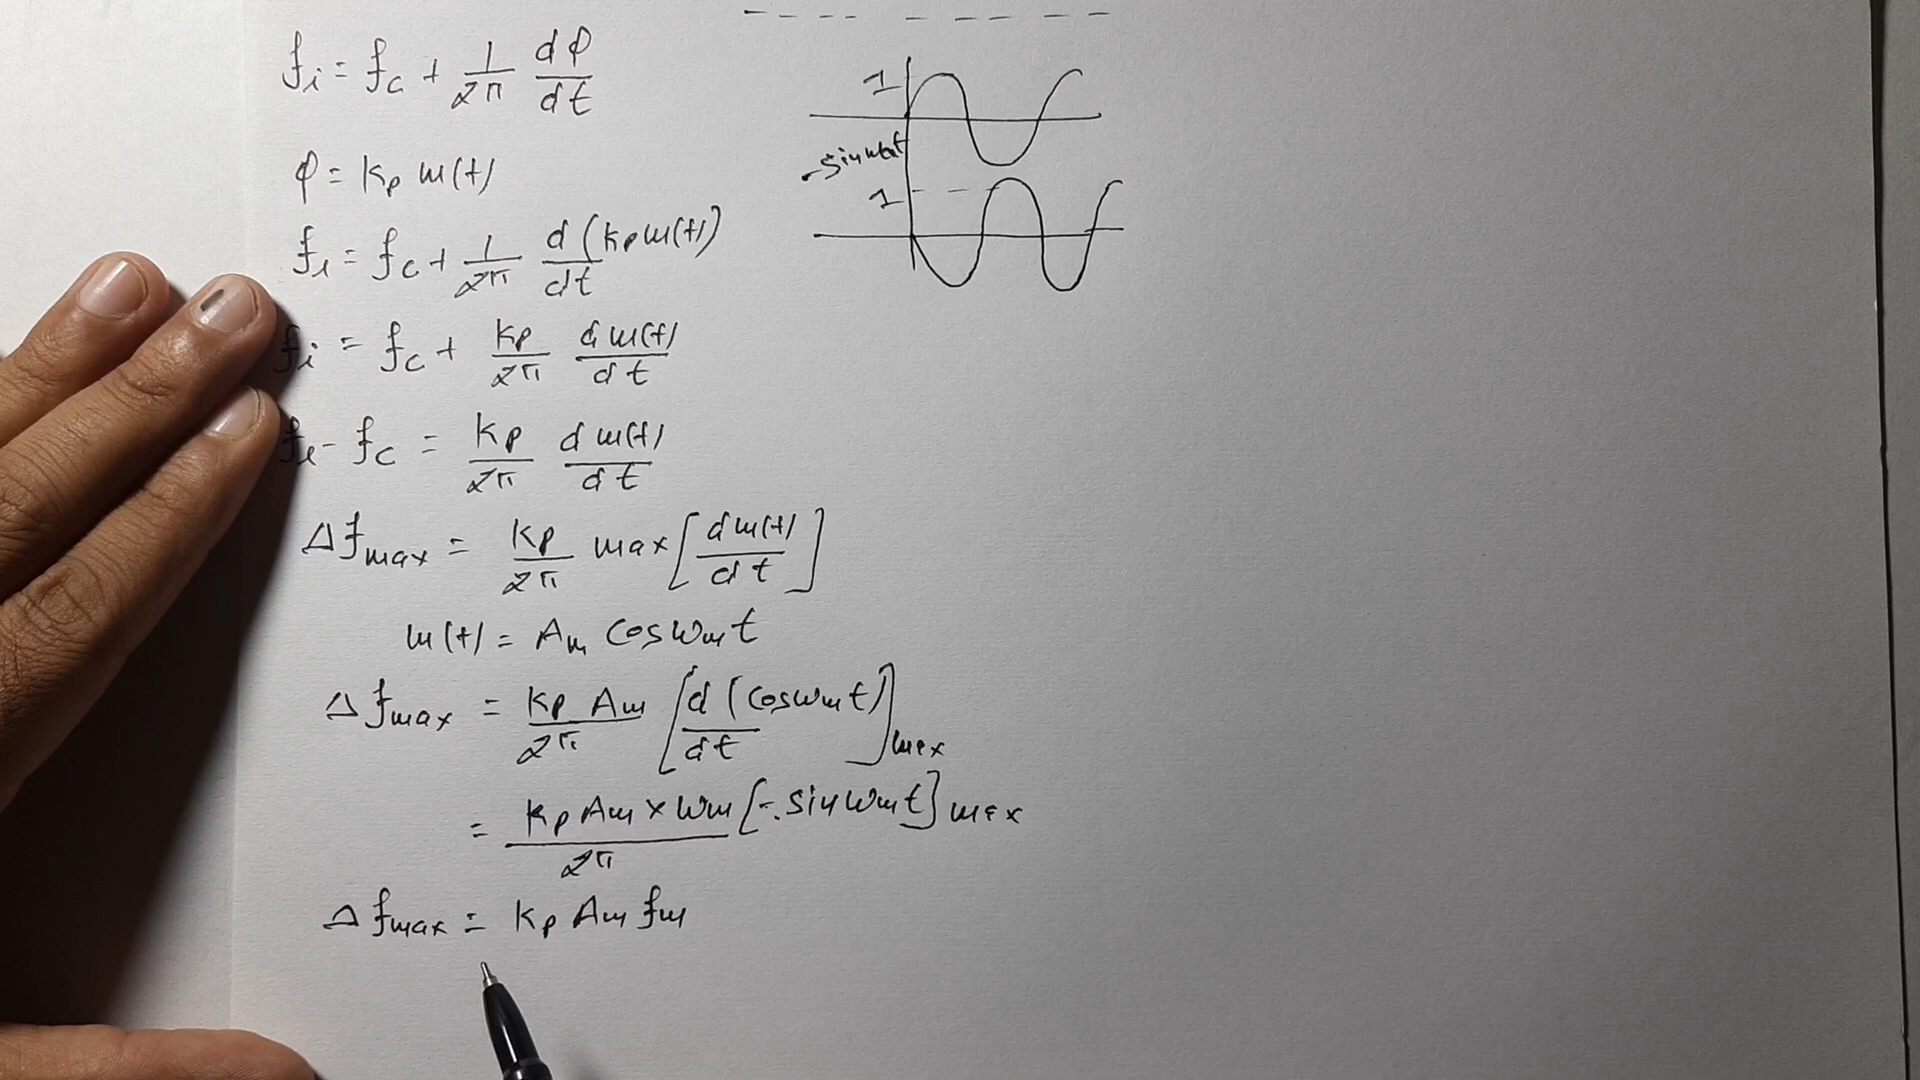 fi = fc + 1/2π dφ/dt
φ = kp m(t)
fi = fc + 1/2π d/dt (kp m(t))
fi = fc + kp/2π dm(t)/dt
fi - fc = kp/2π dm(t)/dt
Δfmax = kp/2π max [dm(t)/dt]
m(t) = Am cosωmt
Δfmax = kp Am/2π [d/dt (cosωmt)]max
= kp Am x ωm/2π [-sinωmt]max
Δfmax = kp Am fm
1
-sinωmt
1